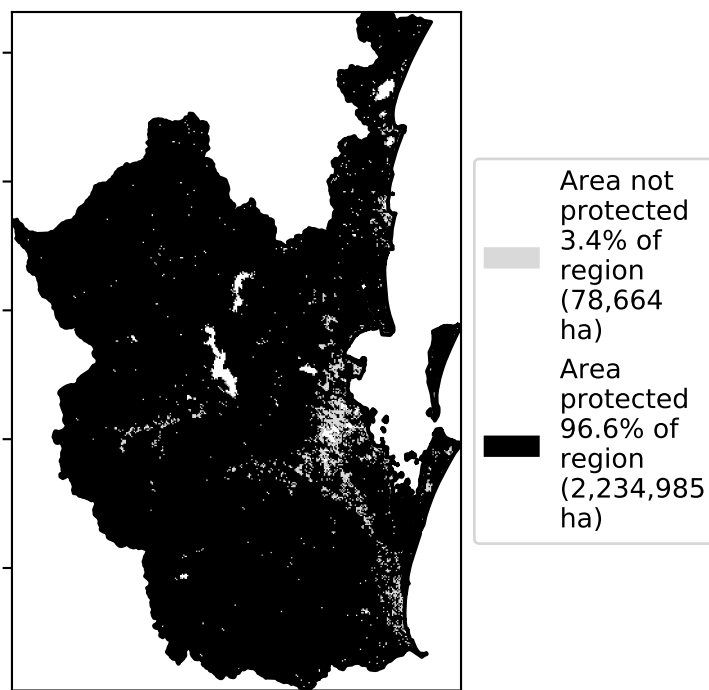 Area not
protected
3.4% of
region
(78,664
ha)
Area
protected
96.6% of
region
(2,234,985
ha)